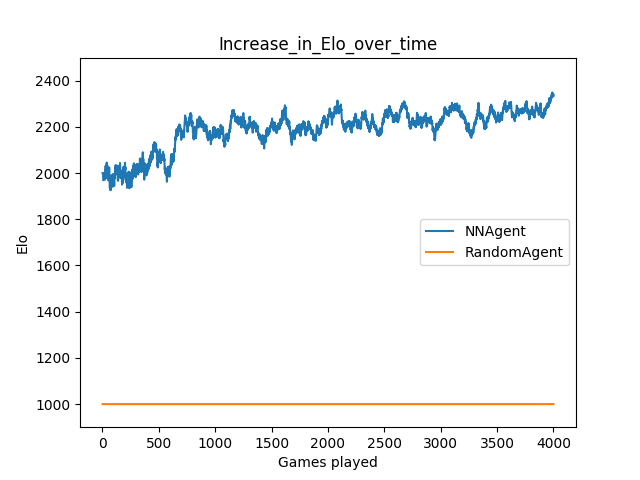 Increase_in_Elo_over_time
2400
2200
2000
1800
1600
1400
1200
1000
Elo
NNAgent
RandomAgent
0 500 1000 1500 2000 2500 3000 3500 4000
Games played